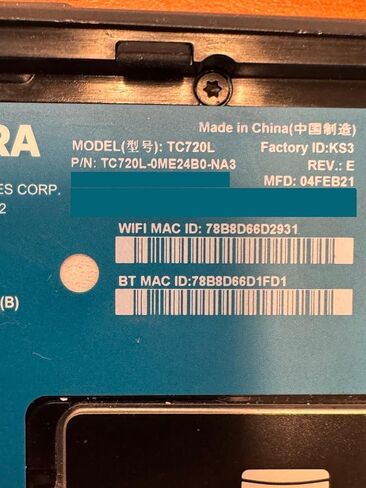 Made in China(中国制造)
RA MODEL(型号): TC720L Factory ID:KS3
P/N: TC720L-0ME24B0-NA3 REV.: E
ES CORP. MFD: 04FEB21
2
WIFI MAC ID: 78B8D66D2931
BT MAC ID:78B8D66D1FD1
(B)